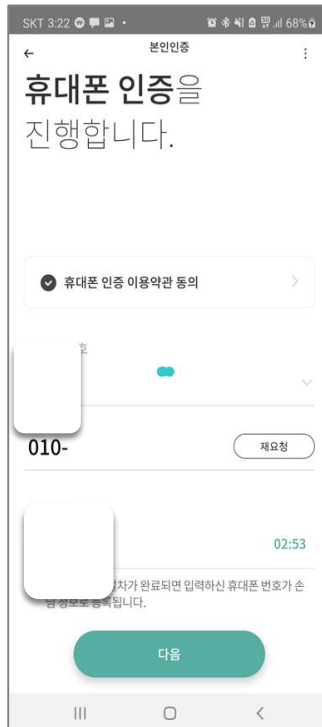 SKT 3:22
68%
본인인증
휴대폰 인증을
진행합니다.
휴대폰 인증 이용약관 동의
호
010-
재요청
02:53
절차가 완료되면 입력하신 휴대폰 번호가 손
님 정보로 등록됩니다.
다음